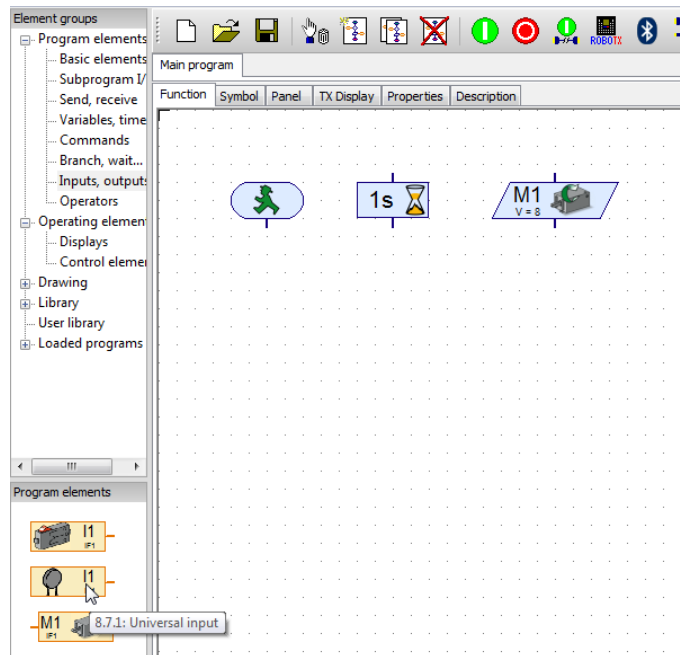 Element groups
Program elements
Basic elements
Subprogram I/
Send, receive
Variables, time
Commands
Branch, wait...
Inputs, outputs
Operators
Operating elemen
Displays
Control elemer
Drawing
Library
User library
Loaded programs
ROBOTX
Main program
Function Symbol Panel TX Display Properties Description
1s
M1
V = 8
Program elements
I1
IF1
I1
M1
IF1
8.7.1: Universal input